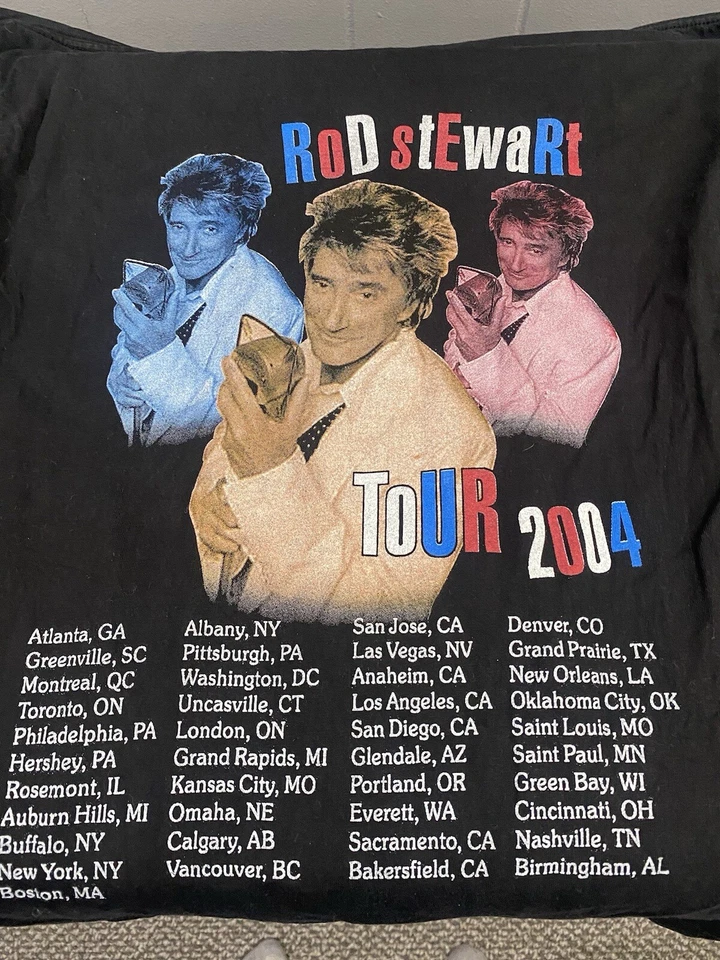 RoD stEwaRt
ToUR 2004
Atlanta, GA
Greenville, SC
Montreal, QC
Toronto, ON
Philadelphia, PA
Hershey, PA
Rosemont, IL
Auburn Hills, MI
Buffalo, NY
New York, NY
Boston, MA
Albany, NY
Pittsburgh, PA
Washington, DC
Uncasville, CT
London, ON
Grand Rapids, MI
Kansas City, MO
Omaha, NE
Calgary, AB
Vancouver, BC
San Jose, CA
Las Vegas, NV
Anaheim, CA
Los Angeles, CA
San Diego, CA
Glendale, AZ
Portland, OR
Everett, WA
Sacramento, CA
Bakersfield, CA
Denver, CO
Grand Prairie, TX
New Orleans, LA
Oklahoma City, OK
Saint Louis, MO
Saint Paul, MN
Green Bay, WI
Cincinnati, OH
Nashville, TN
Birmingham, AL